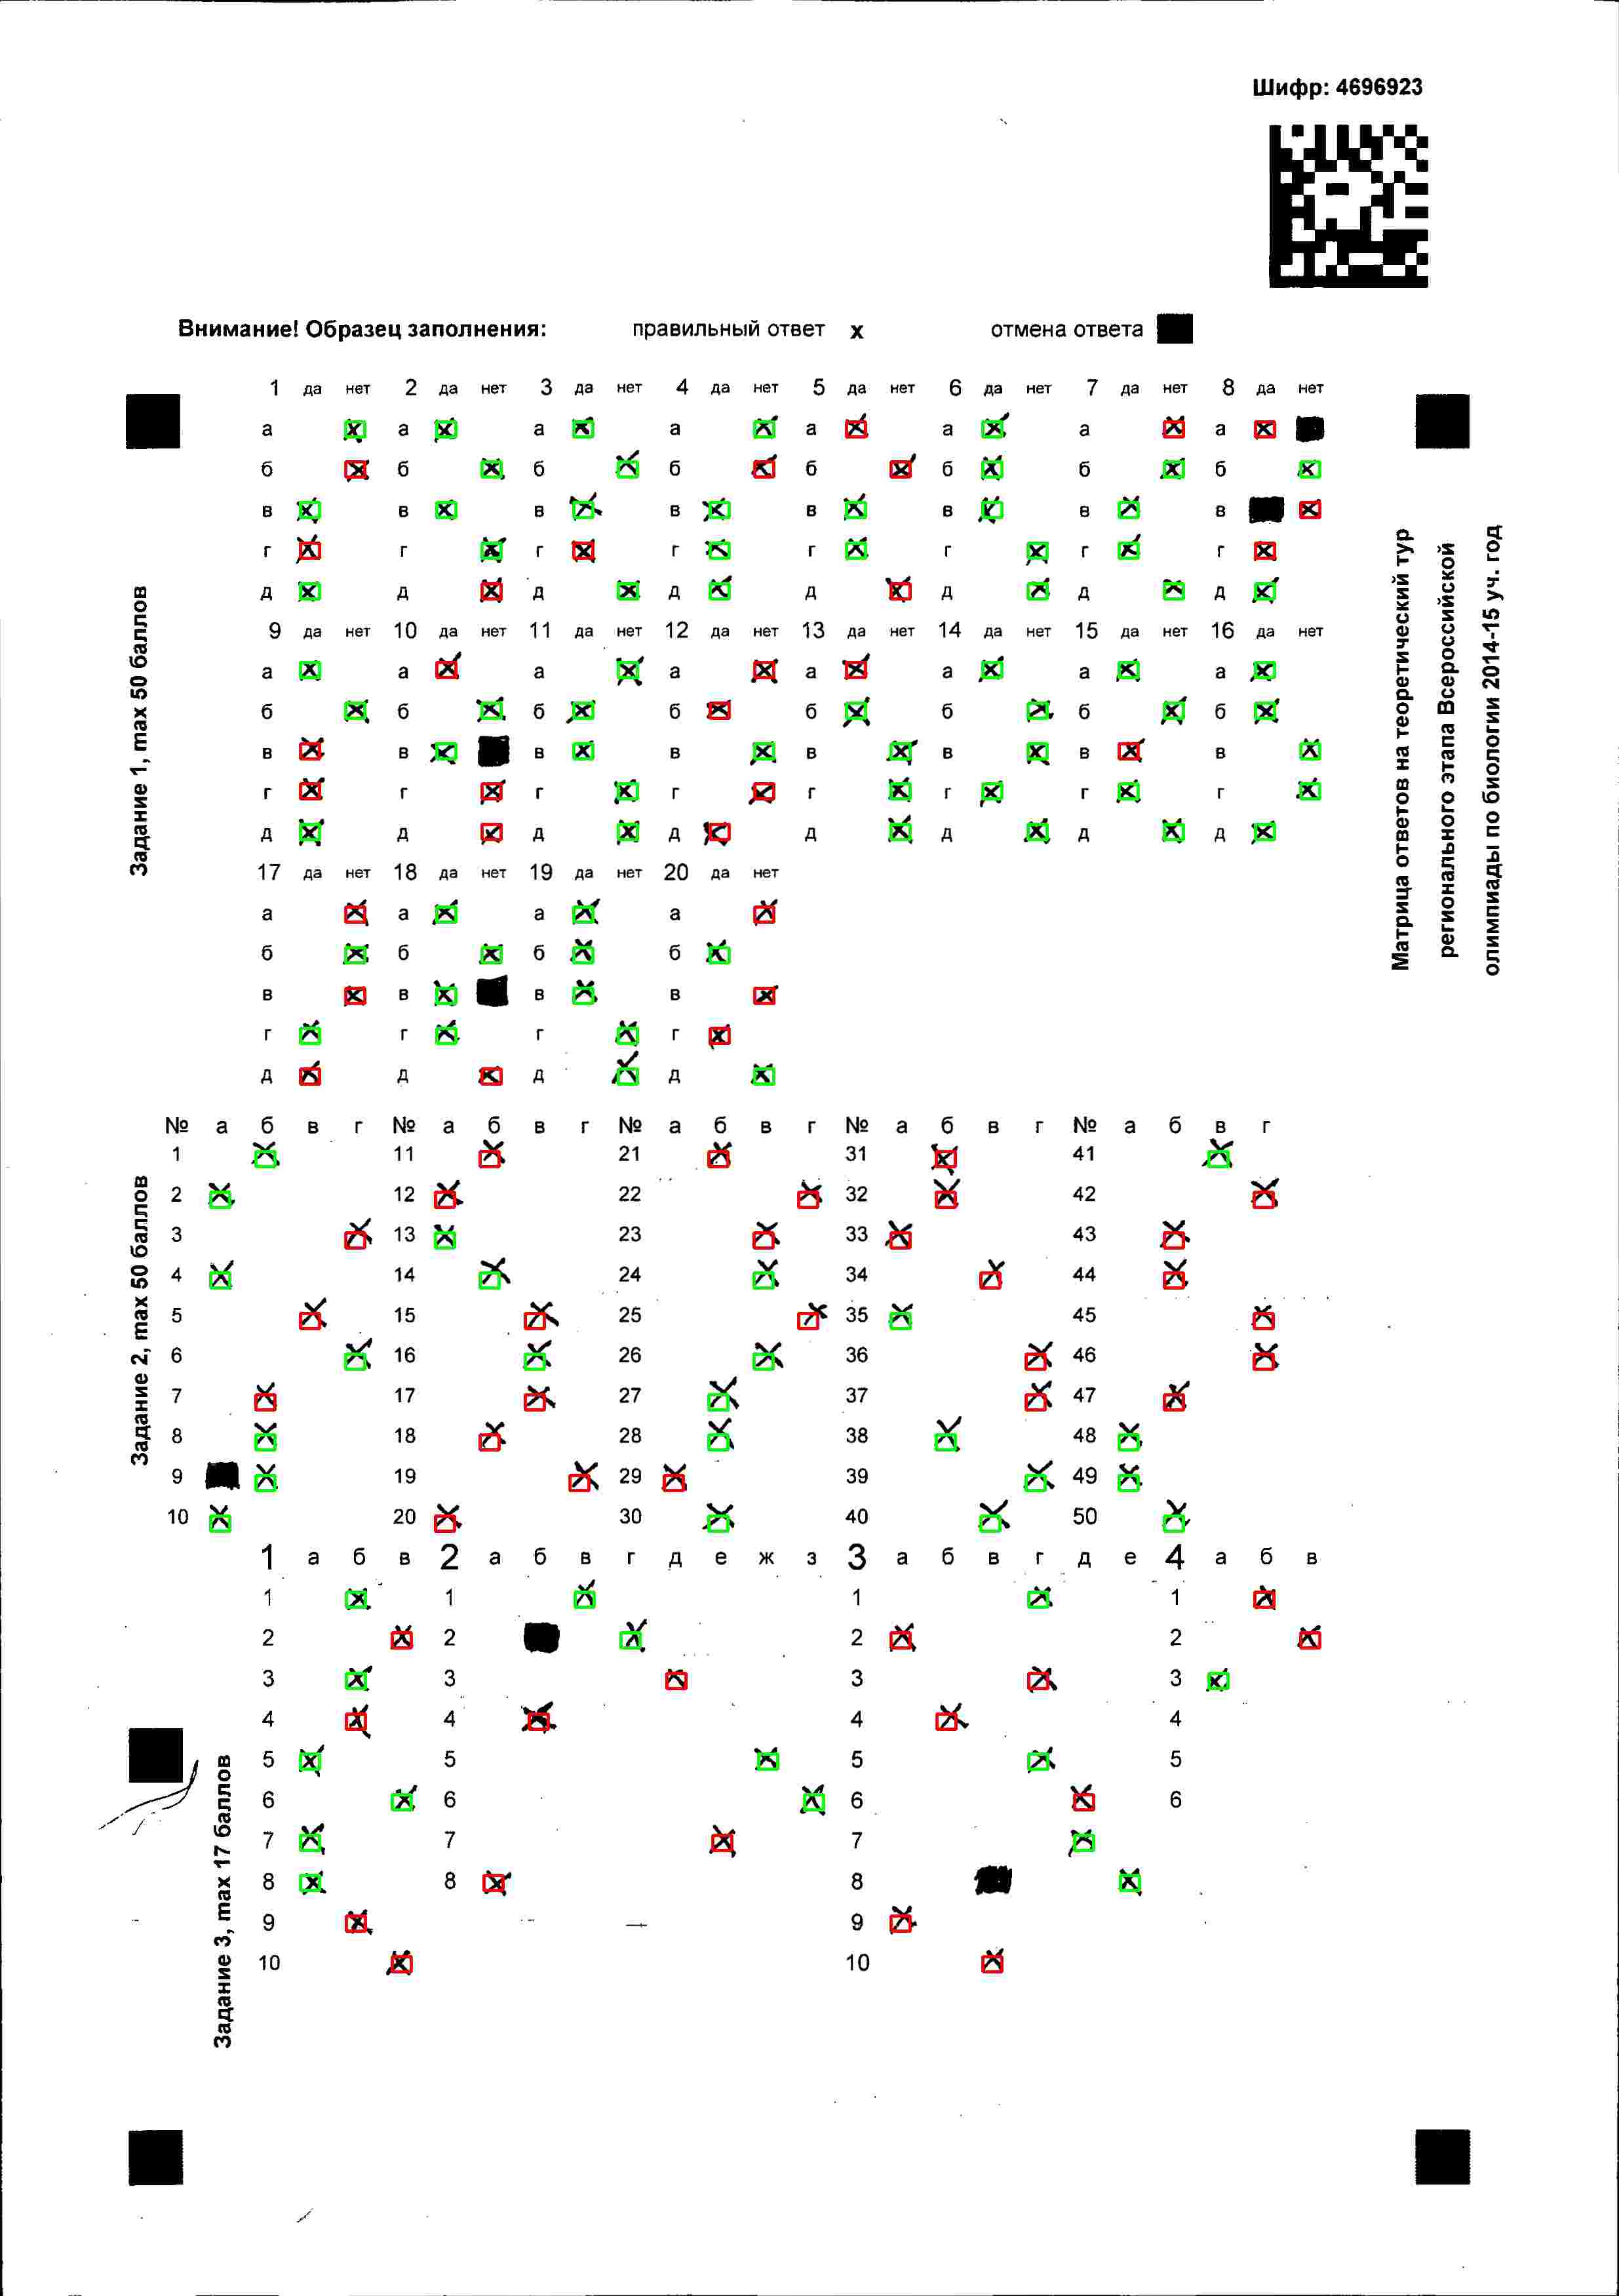 Шифр: 4696923
Внимание! Образец заполнения: правильный ответ х отмена ответа
1 да нет 2 да нет 3 да нет 4 да нет 5 да нет 6 да нет 7 да нет 8 да нет
а а а а а а а а
б б б б б б б б
в в в в в в в в
г г г г г г г г
д д д д д д д д
9 да нет 10 да нет 11 да нет 12 да нет 13 да нет 14 да нет 15 да нет 16 да нет
а а а а а а а а
б б б б б б б б
в в в в в в в в
г г г г г г г г
д д д д д д д д
17 да нет 18 да нет 19 да нет 20 да нет
а а а а
б б б б
в в в в
г г г г
д д д д
Задание 1, max 50 баллов
Матрица ответов на теоретический тур
регионального этапа Всероссийской
олимпиады по биологии 2014-15 уч. год
№ а б в г № а б в г № а б в г № а б в г № а б в г
1 11 21 31 41
2 12 22 32 42
3 13 23 33 43
4 14 24 34 44
5 15 25 35 45
6 16 26 36 46
7 17 27 37 47
8 18 28 38 48
9 19 29 39 49
10 20 30 40 50
Задание 2, max 50 баллов
1 а б в 2 а б в г д е ж з 3 а б в г д е 4 а б в
1 1 1 1
2 2 2 2
3 3 3 3
4 4 4 4
5 5 5 5
6 6 6 6
7 7 7
8 8 8
9 9
10 10
Задание 3, max 17 баллов